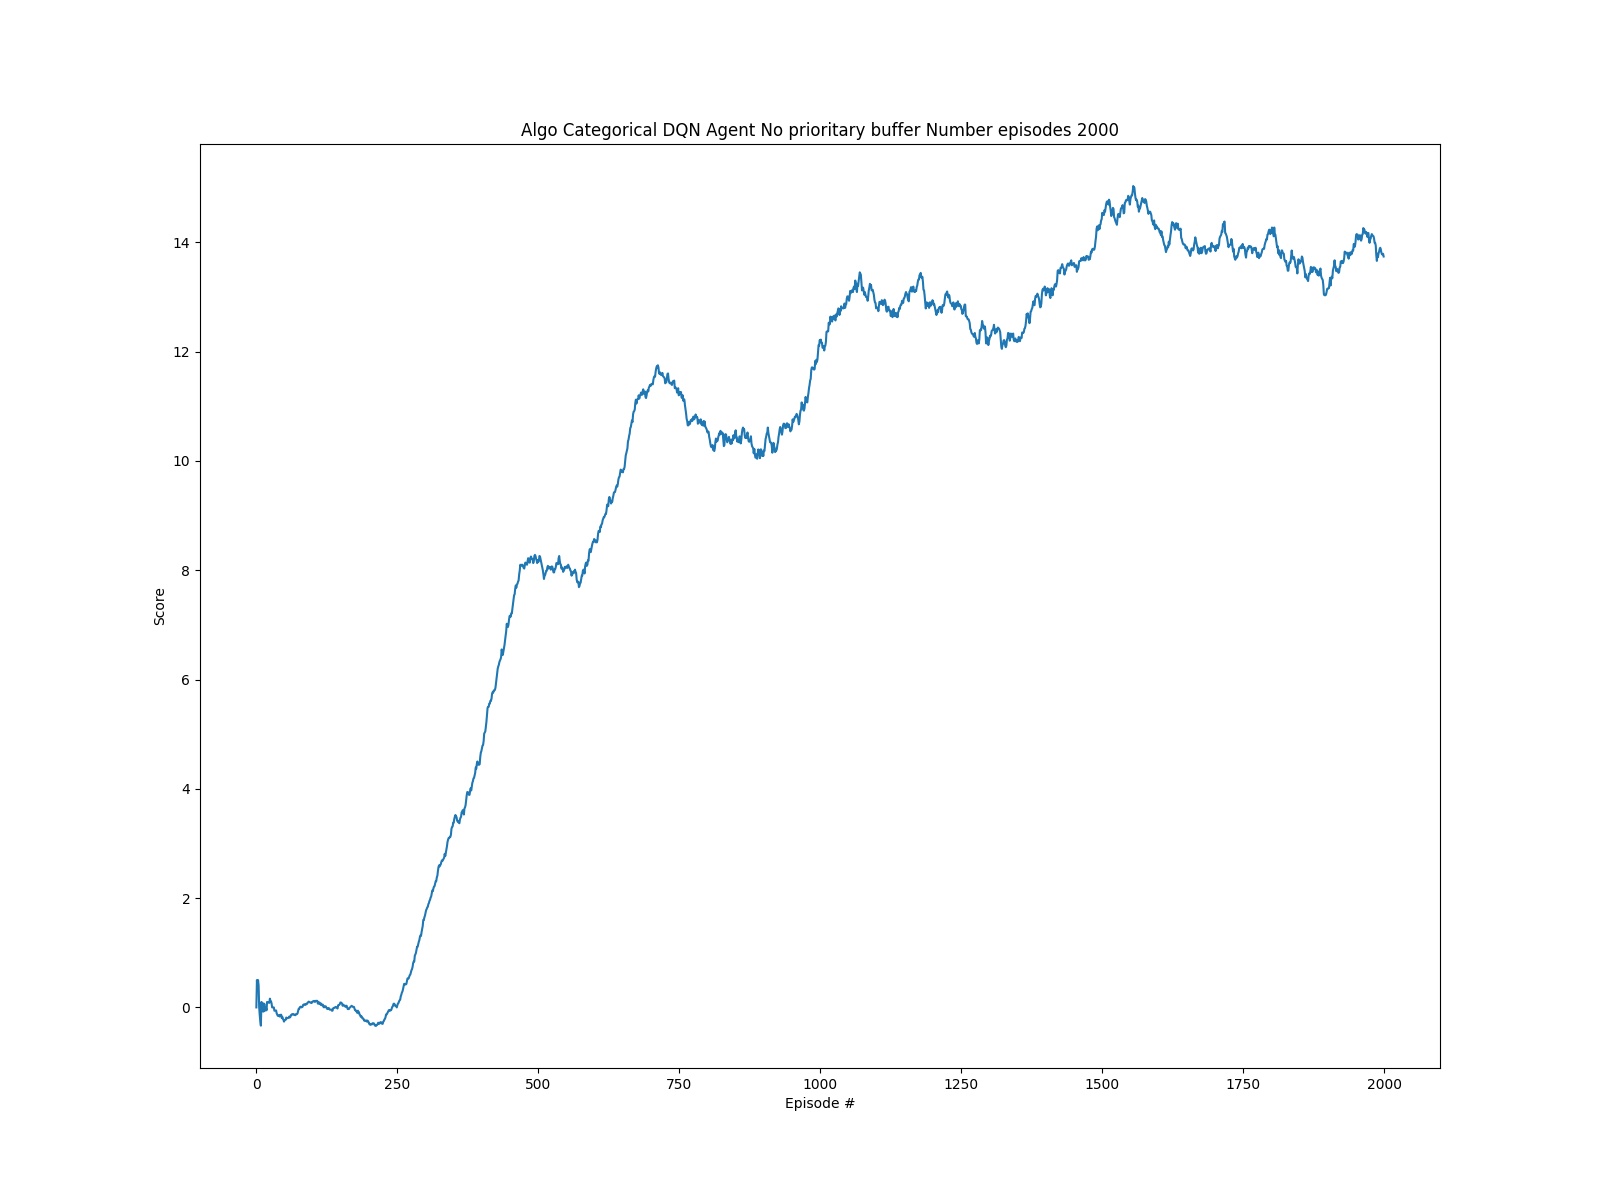 Algo Categorical DQN Agent No prioritary buffer Number episodes 2000
14
12
10
8
6
4
2
0
Score
0 250 500 750 1000 1250 1500 1750 2000
Episode #